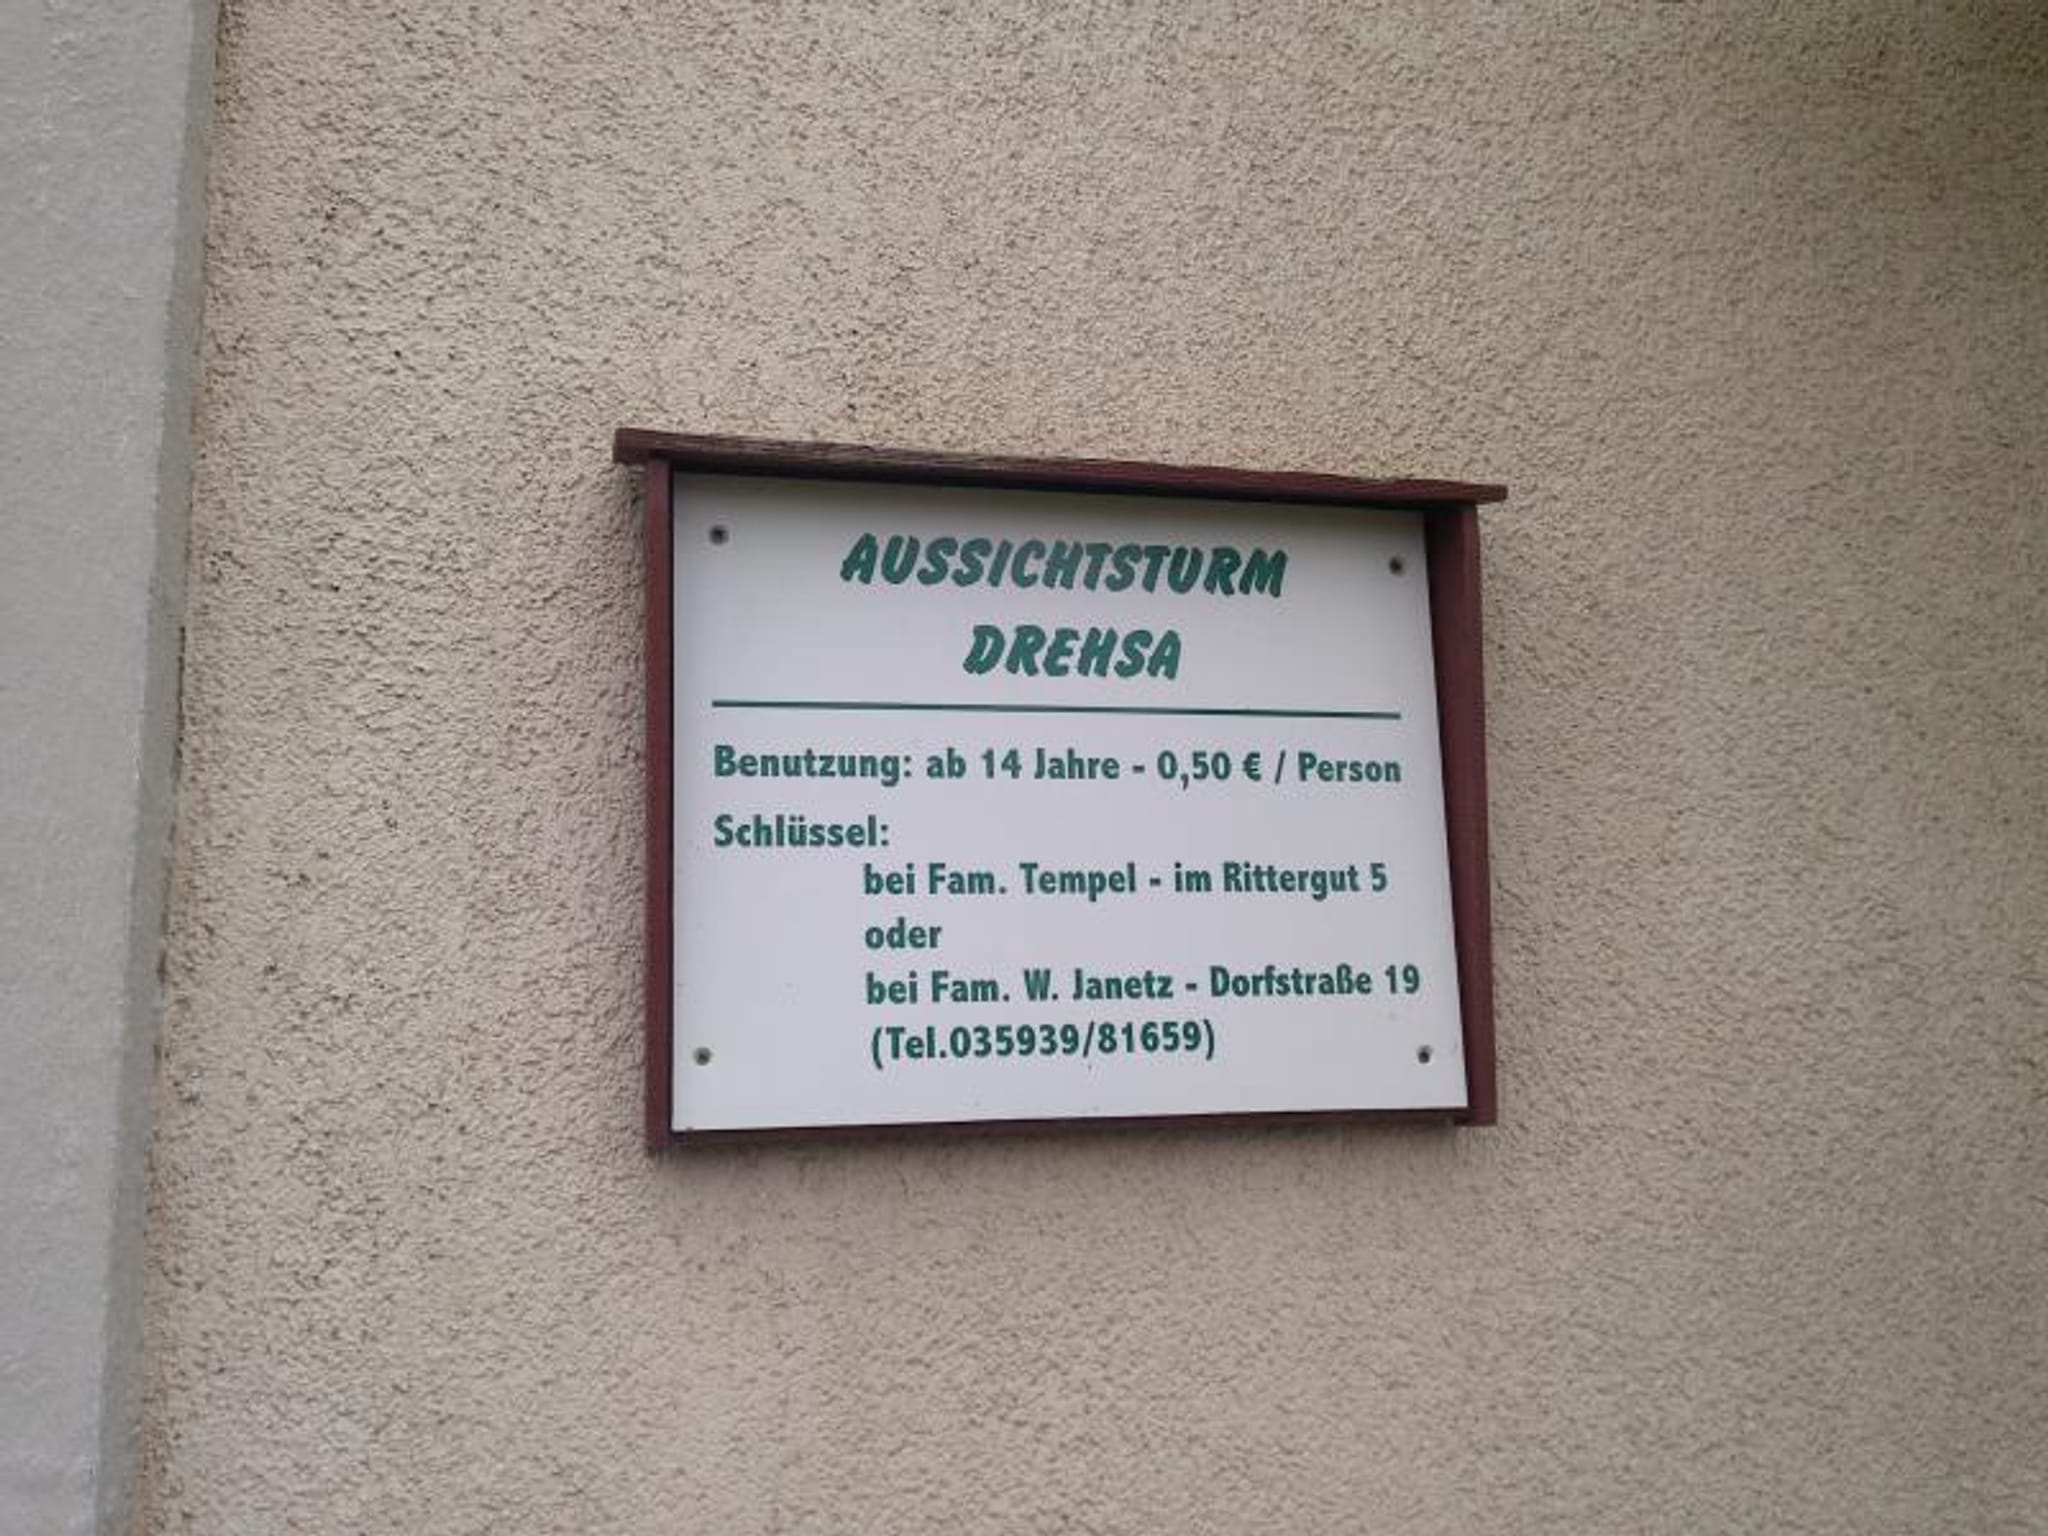 AUSSICHTSTURM
DREHSA
Benutzung: ab 14 Jahre - 0,50 € / Person
Schlüssel:
bei Fam. Tempel - im Rittergut 5
oder
bei Fam. W. Janetz - Dorfstraße 19
(Tel.035939/81659)